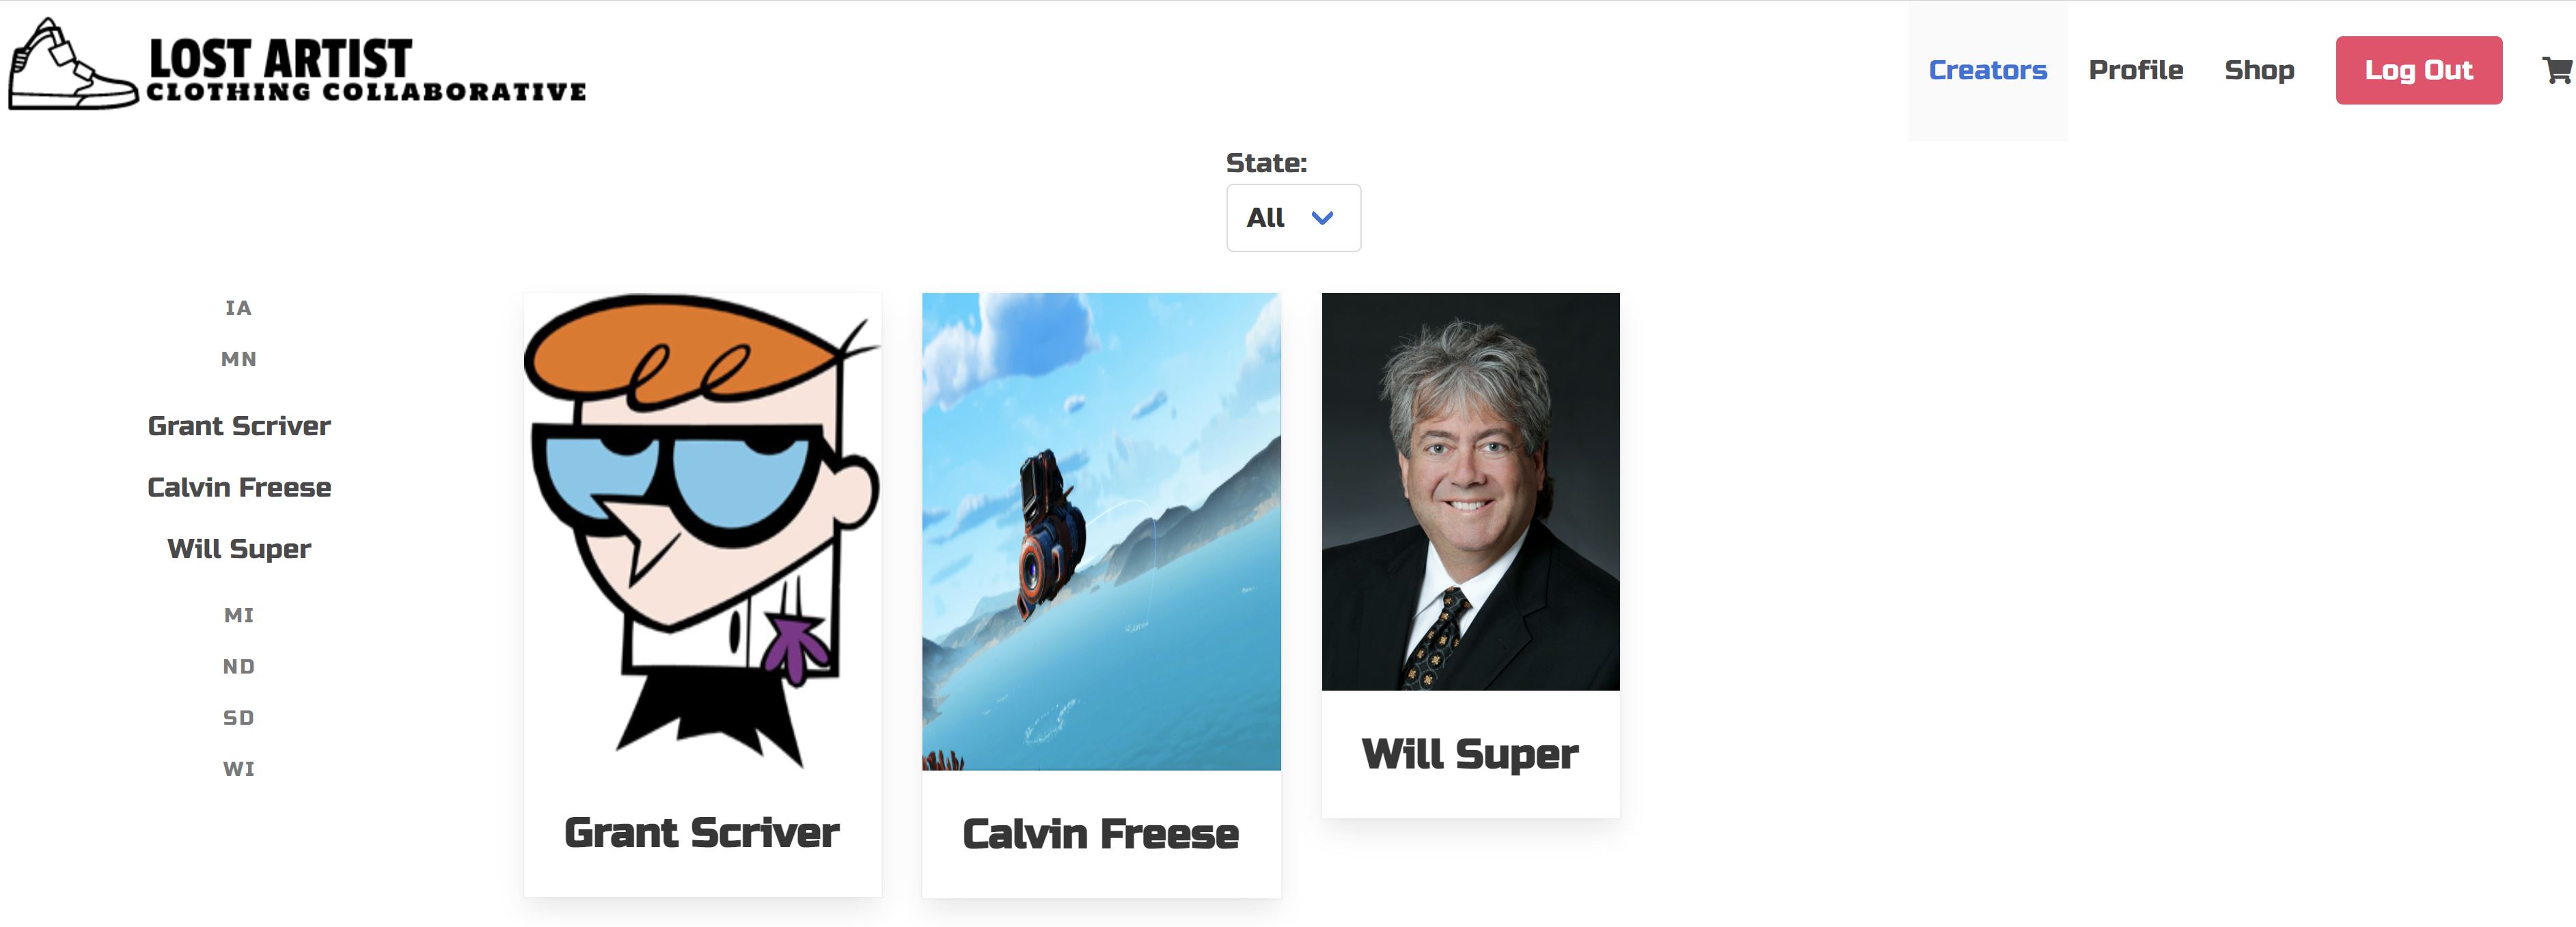 LOST ARTIST
CLOTHING COLLABORATIVE
Creators
Profile
Shop
Log Out
State:
All
IA
MN
Grant Scriver
Calvin Freese
Will Super
MI
ND
SD
WI
Grant Scriver
Calvin Freese
Will Super